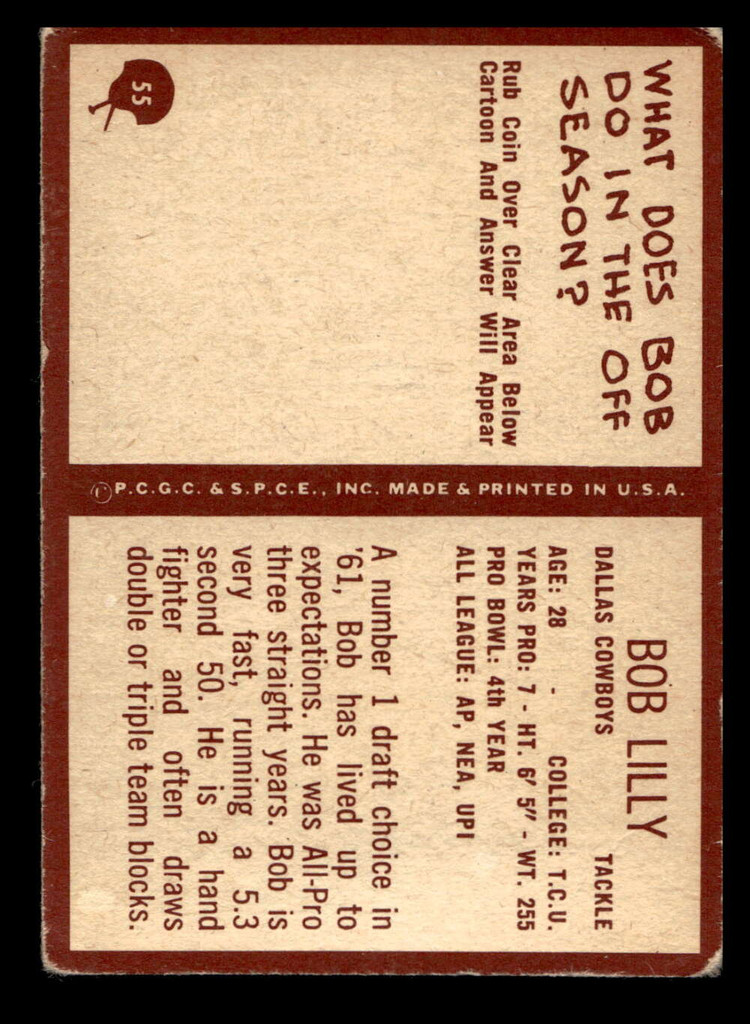 WHAT DOES BOB
DO IN THE OFF
SEASON?
Rub Coin Over Clear Area Below
Cartoon And Answer Will Appear
55
©P.C.G.C. & S.P.C.E., INC. MADE & PRINTED IN U.S.A.
BOB LILLY
DALLAS COWBOYS TACKLE
AGE: 28 - COLLEGE: T.C.U.
YEARS PRO: 7 - HT. 6' 5" - WT. 255
PRO BOWL: 4th YEAR
ALL LEAGUE: AP, NEA, UPI
A number 1 draft choice in
'61, Bob has lived up to
expectations. He was All-Pro
three straight years. Bob is
very fast, running a 5.3
second 50. He is a hand
fighter and often draws
double or triple team blocks.